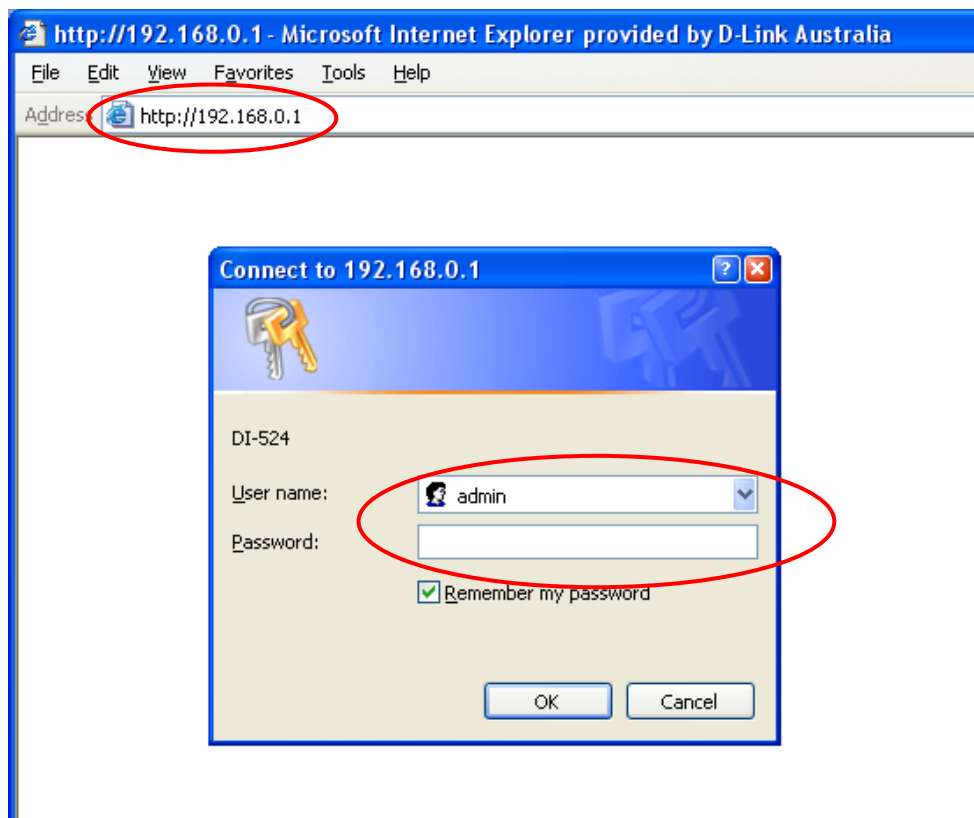 http://192.168.0.1 - Microsoft Internet Explorer provided by D-Link Australia
File Edit View Favorites Tools Help
Address http://192.168.0.1
Connect to 192.168.0.1
DI-524
User name: admin
Password:
Remember my password
OK Cancel